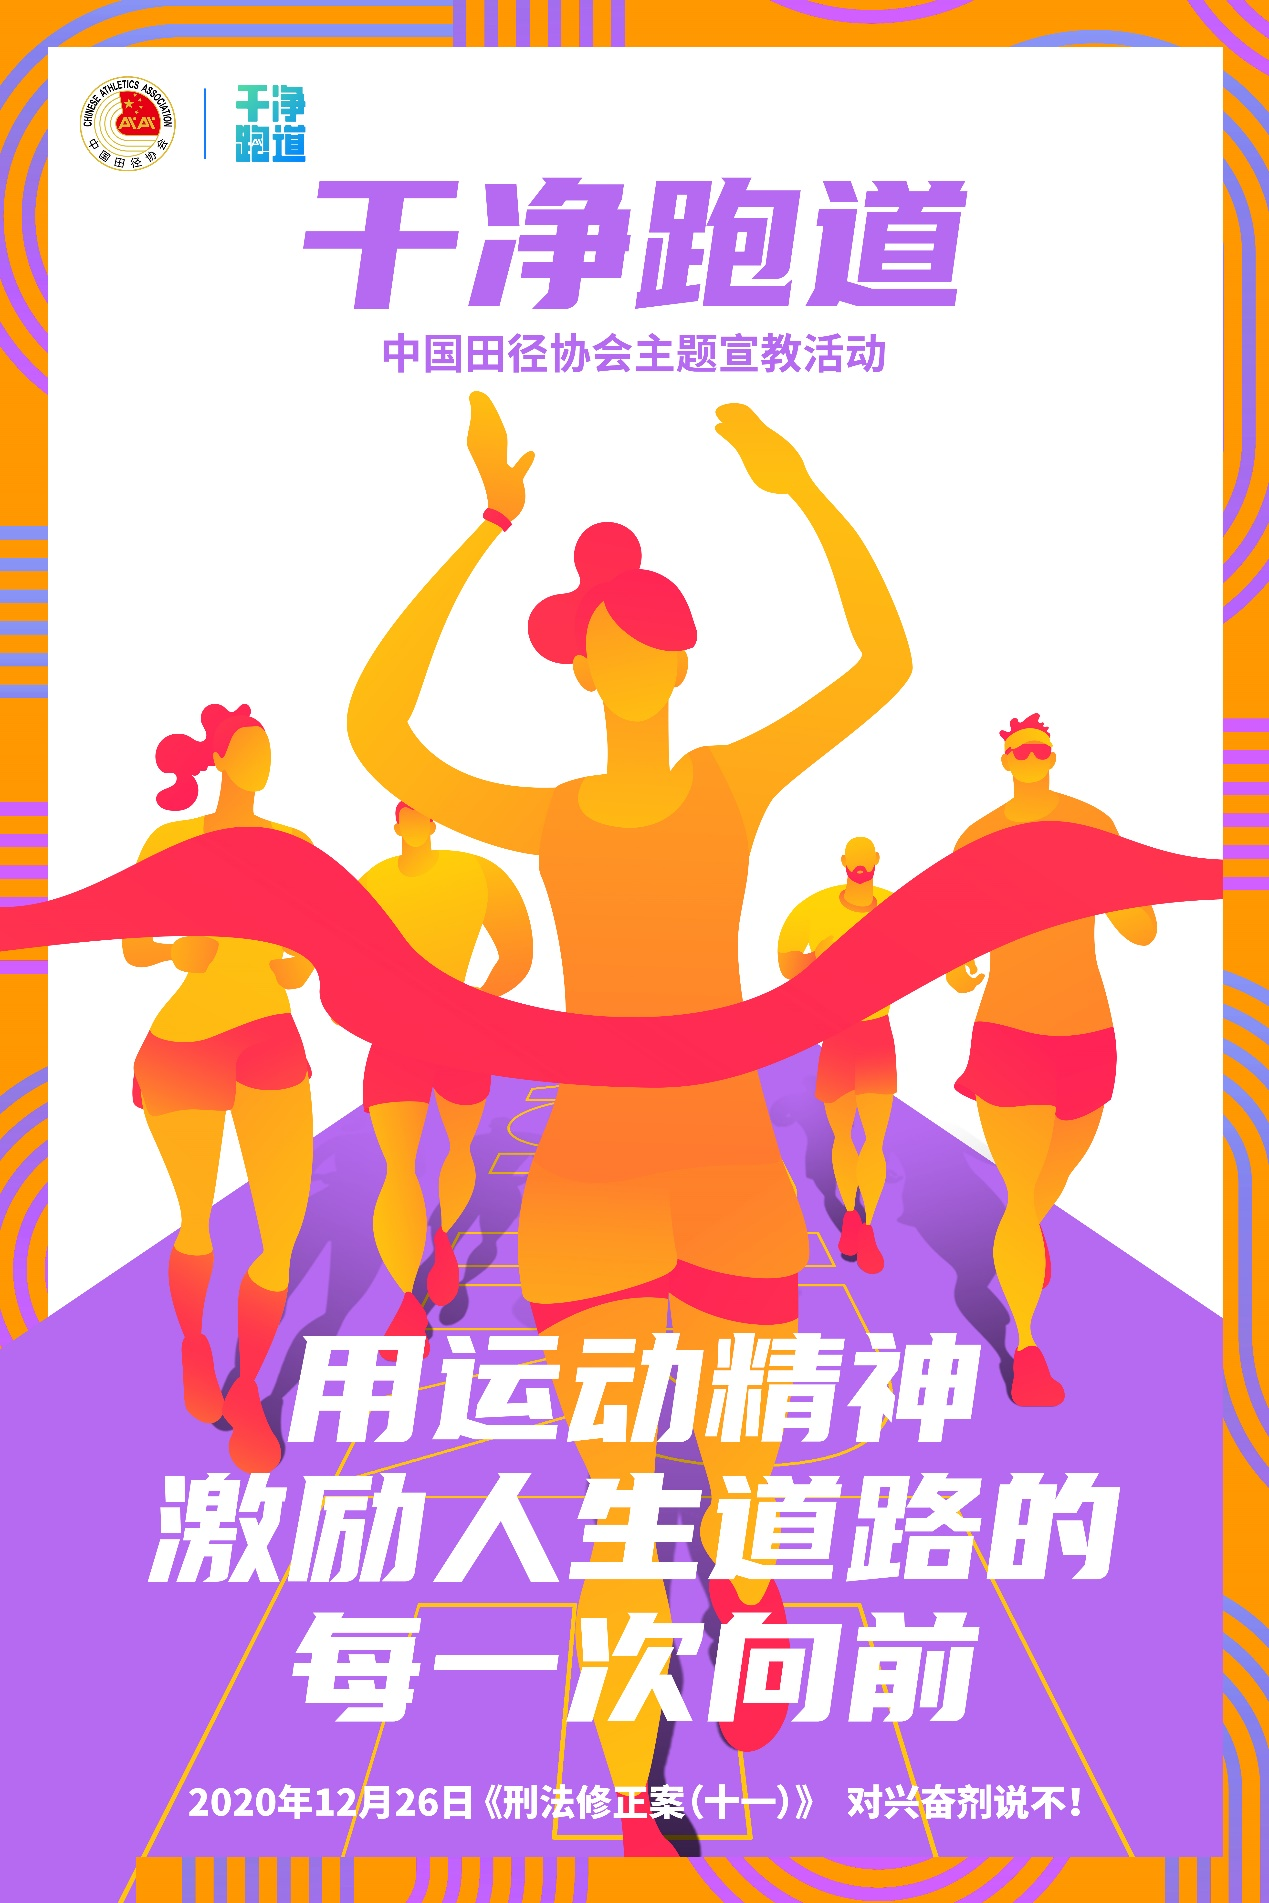 CHINESE ATHLETICS ASSOCIATION
中国田径协会
干净
跑道
干净跑道
中国田径协会主题宣教活动
用运动精神
激励人生道路的
每一次向前
2020年12月26日《刑法修正案(十一)》 对兴奋剂说不!